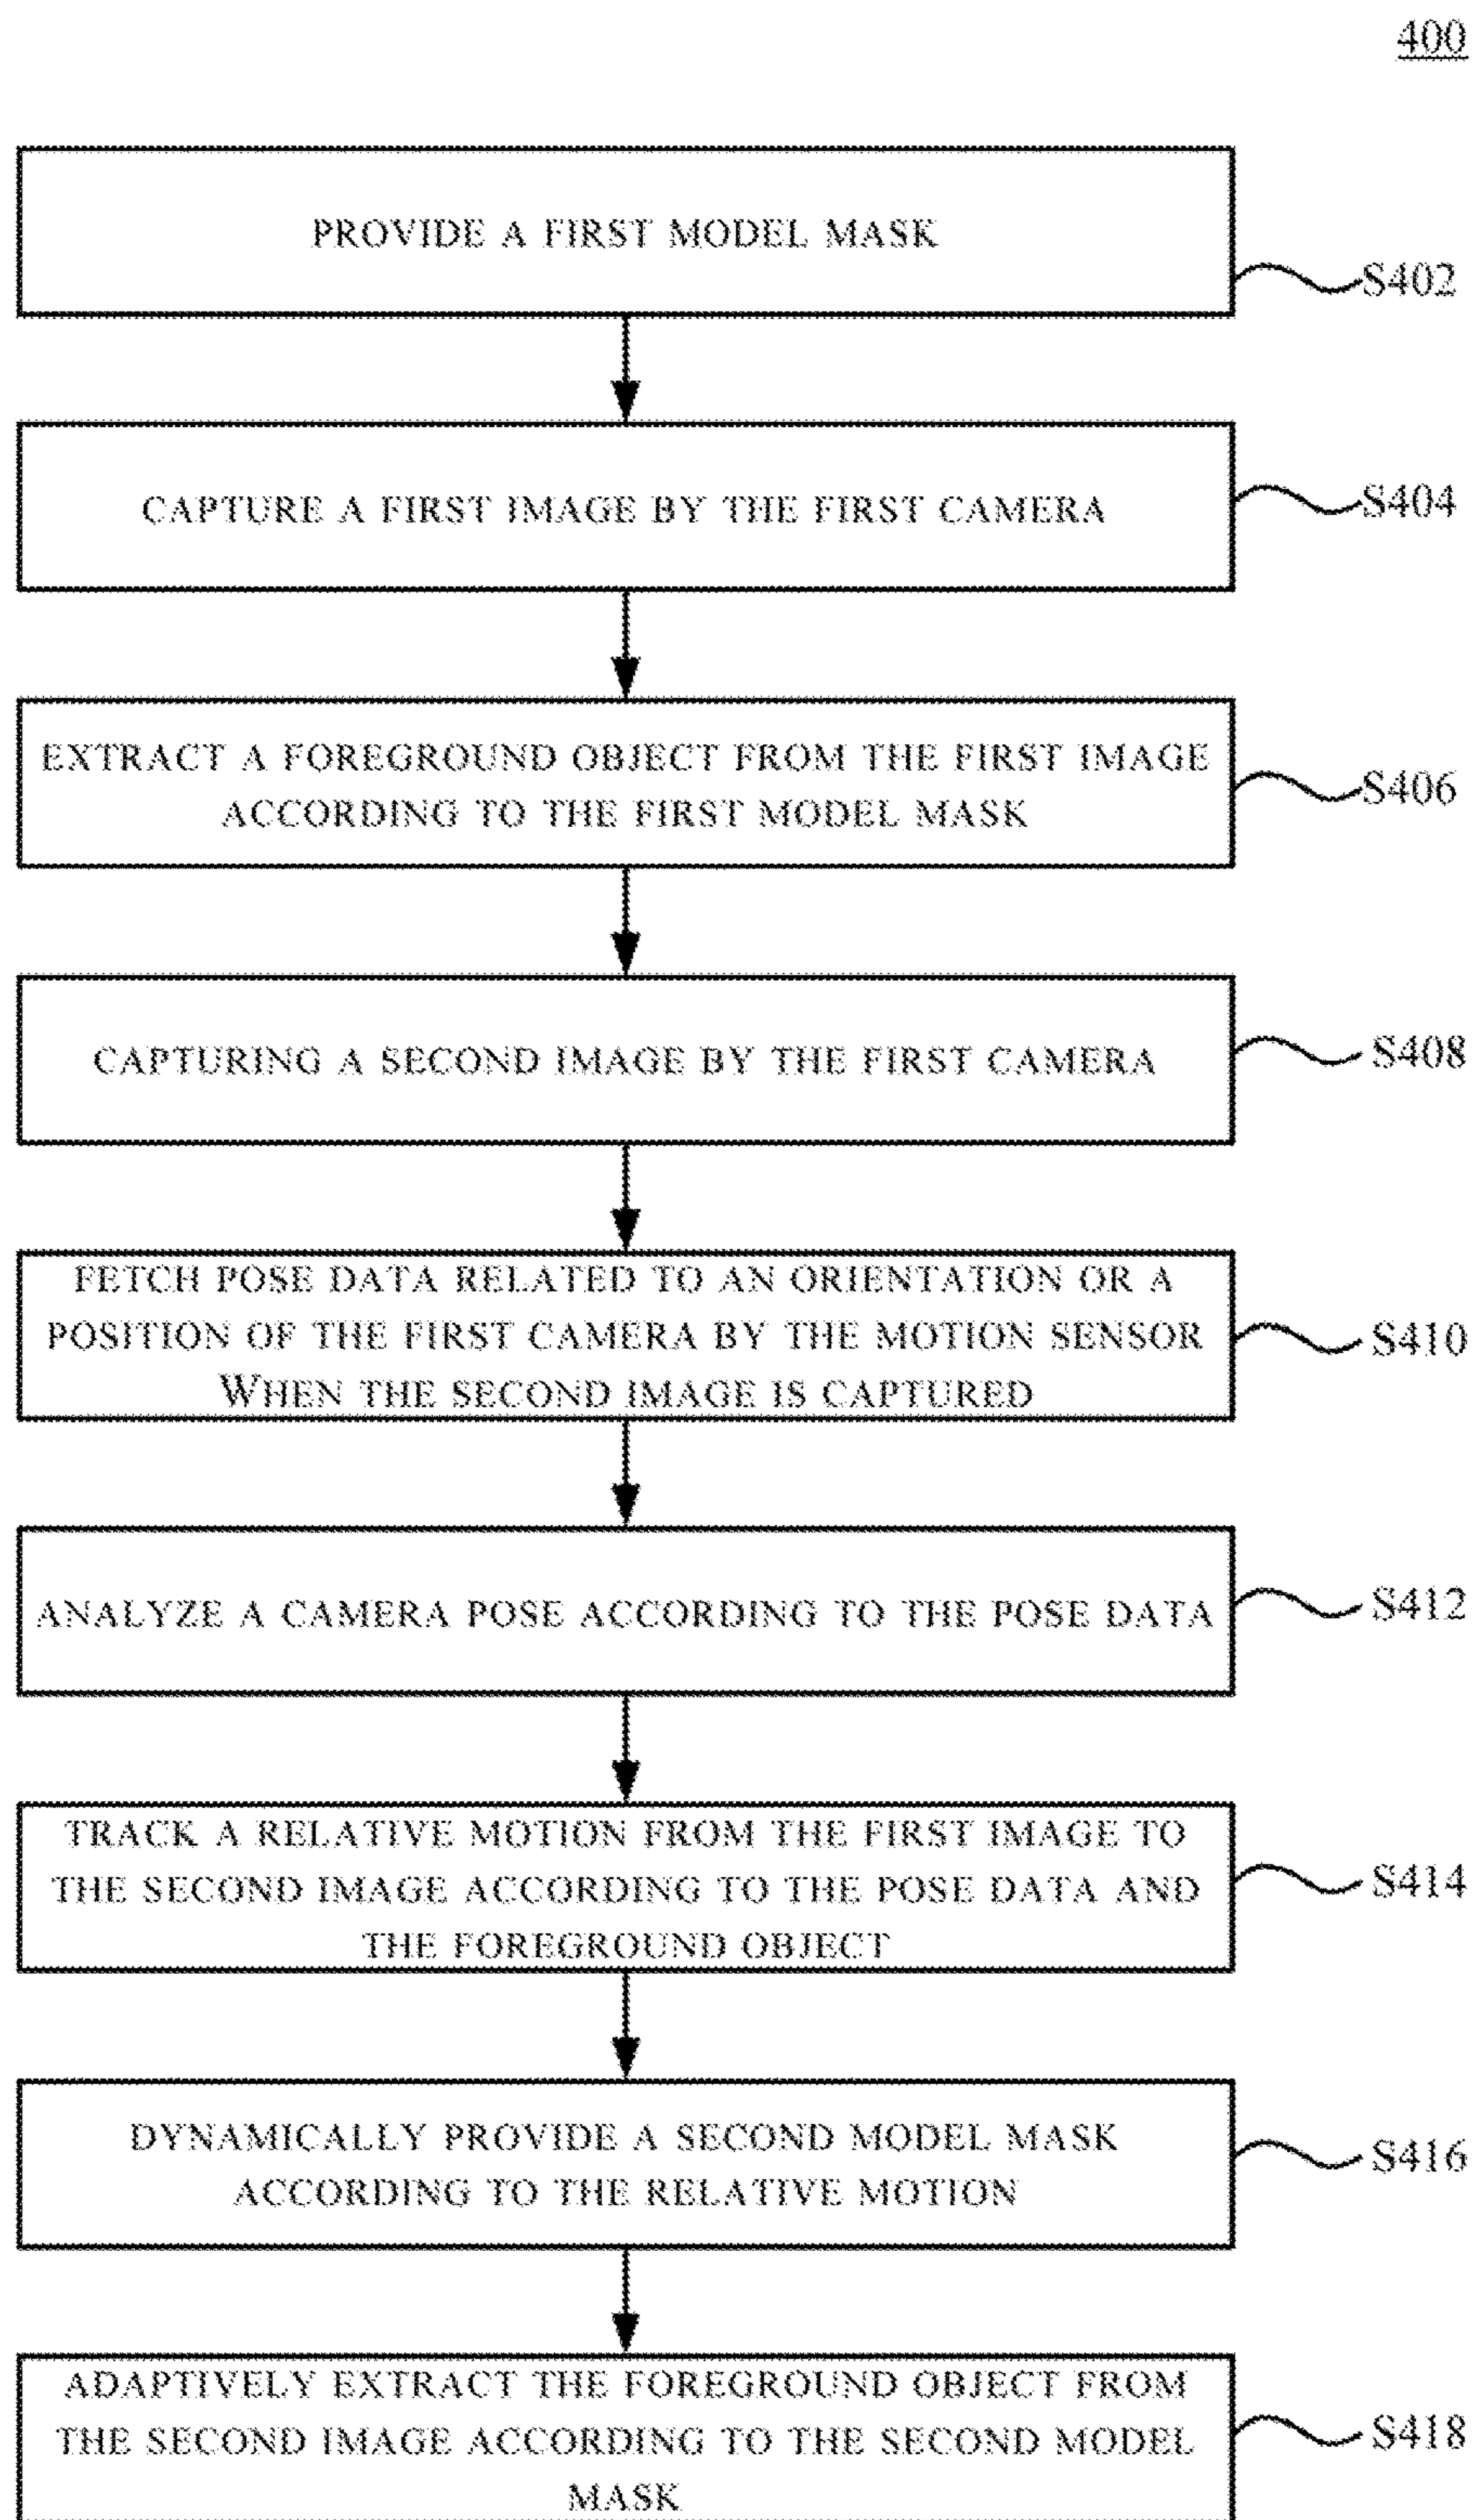 400
PROVIDE A FIRST MODEL MASK
S402
CAPTURE A FIRST IMAGE BY THE FIRST CAMERA
S404
EXTRACT A FOREGROUND OBJECT FROM THE FIRST IMAGE
ACCORDING TO THE FIRST MODEL MASK
S406
CAPTURING A SECOND IMAGE BY THE FIRST CAMERA
S408
FETCH POSE DATA RELATED TO AN ORIENTATION OR A
POSITION OF THE FIRST CAMERA BY THE MOTION SENSOR
WHEN THE SECOND IMAGE IS CAPTURED
S410
ANALYZE A CAMERA POSE ACCORDING TO THE POSE DATA
S412
TRACK A RELATIVE MOTION FROM THE FIRST IMAGE TO
THE SECOND IMAGE ACCORDING TO THE POSE DATA AND
THE FOREGROUND OBJECT
S414
DYNAMICALLY PROVIDE A SECOND MODEL MASK
ACCORDING TO THE RELATIVE MOTION
S416
ADAPTIVELY EXTRACT THE FOREGROUND OBJECT FROM
THE SECOND IMAGE ACCORDING TO THE SECOND MODEL
MASK
S418